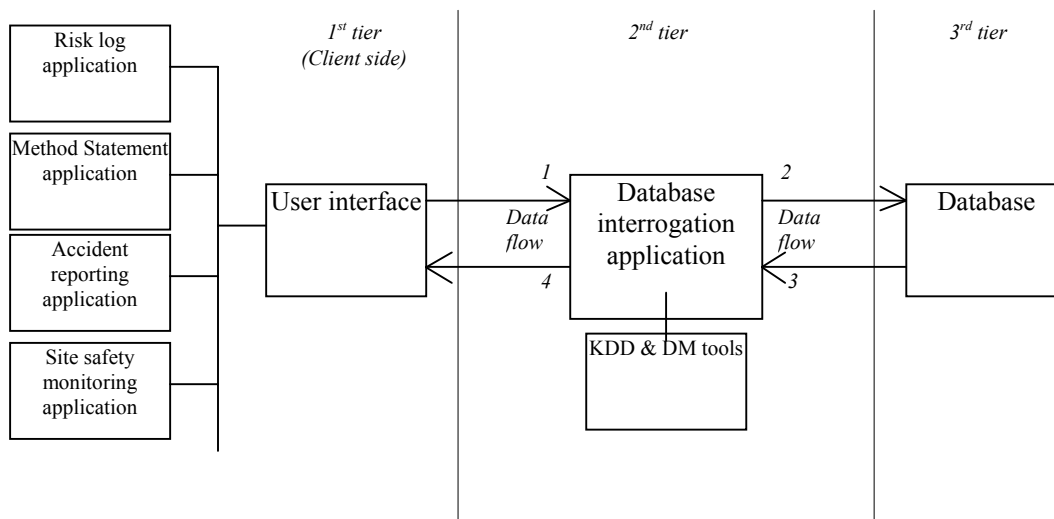 Risk log
application
Method Statement
application
Accident
reporting
application
Site safety
monitoring
application
1st tier
(Client side)
User interface
2nd tier
1
Data
flow
4
Database
interrogation
application
KDD & DM tools
2
Data
flow
3
3rd tier
Database